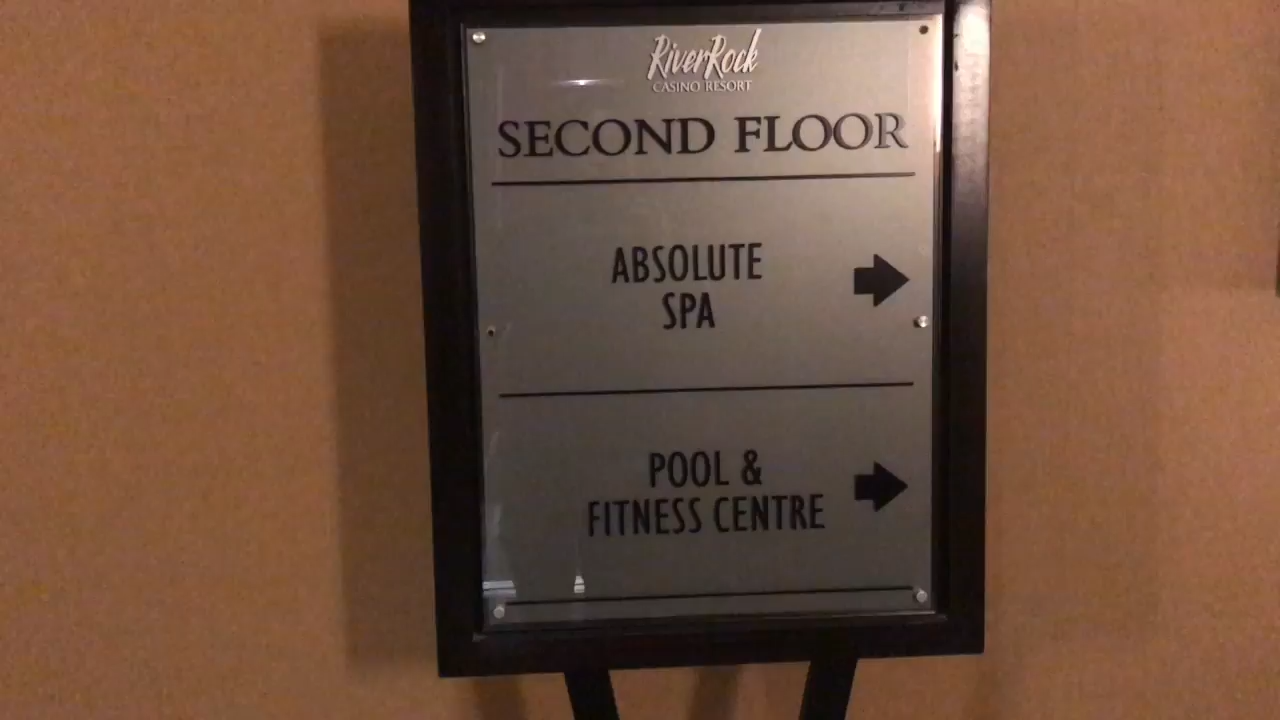 RiverRock
CASINO RESORT
SECOND FLOOR
ABSOLUTE
SPA
POOL &
FITNESS CENTRE